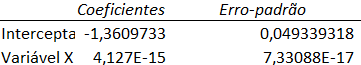 Coeficientes Erro-padrão
Intercepta -1,3609733 0,049339318
Variável X 4,127E-15 7,33088E-17